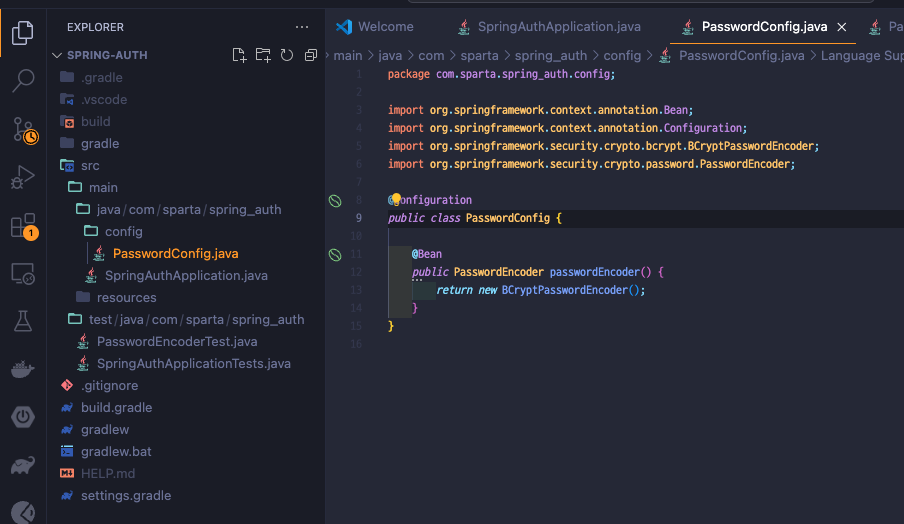 EXPLORER
SPRING-AUTH
.gradle
.vscode
build
gradle
src
main
java/com/sparta/spring_auth
config
PasswordConfig.java
SpringAuthApplication.java
resources
test/java/com/sparta/spring_auth
PasswordEncoderTest.java
SpringAuthApplicationTests.java
.gitignore
build.gradle
gradlew
gradlew.bat
HELP.md
settings.gradle
1
Welcome SpringAuthApplication.java PasswordConfig.java Pa
main > java > com > sparta > spring_auth > config > PasswordConfig.java > Language Sup
1 package com.sparta.spring_auth.config;
2
3 import org.springframework.context.annotation.Bean;
4 import org.springframework.context.annotation.Configuration;
5 import org.springframework.security.crypto.bcrypt.BCryptPasswordEncoder;
6 import org.springframework.security.crypto.password.PasswordEncoder;
7
8 @Configuration
9 public class PasswordConfig {
10
11 @Bean
12 public PasswordEncoder passwordEncoder() {
13 return new BCryptPasswordEncoder();
14 }
15 }
16